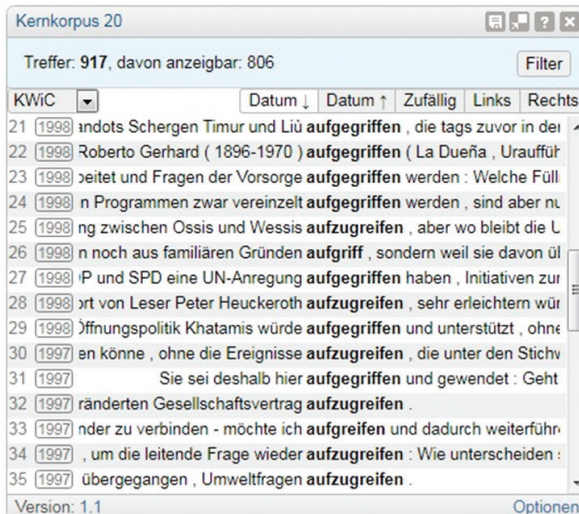 Kernkorpus 20
Treffer: 917, davon anzeigbar: 806 Filter
KWiC Datum ↓ Datum ↑ Zufällig Links Rechts
21 1998 andots Schergen Timur und Liù aufgegriffen , die tags zuvor in der
22 1998 Roberto Gerhard ( 1896-1970 ) aufgegriffen ( La Dueña , Urauffüh
23 1998 beitet und Fragen der Vorsorge aufgegriffen werden : Welche Füll
24 1998 n Programmen zwar vereinzelt aufgegriffen werden , sind aber nu
25 1998 ng zwischen Ossis und Wessis aufzugreifen , aber wo bleibt die U
26 1998 n noch aus familiären Gründen aufgriff , sondern weil sie davon ül
27 1998 P und SPD eine UN-Anregung aufgegriffen haben , Initiativen zur
28 1998 ort von Leser Peter Heuckeroth aufzugreifen , sehr erleichtern wür
29 1998 Öffnungspolitik Khatamis würde aufgegriffen und unterstützt , ohne
30 1997 en könne , ohne die Ereignisse aufzugreifen , die unter den Stichw
31 1997 Sie sei deshalb hier aufgegriffen und gewendet : Geht
32 1997 ränderten Gesellschaftsvertrag aufzugreifen .
33 1997 nder zu verbinden - möchte ich aufgreifen und dadurch weiterführe
34 1997 , um die leitende Frage wieder aufzugreifen : Wie unterscheiden
35 1997 übergegangen , Umweltfragen aufzugreifen .
Version: 1.1 Optionen